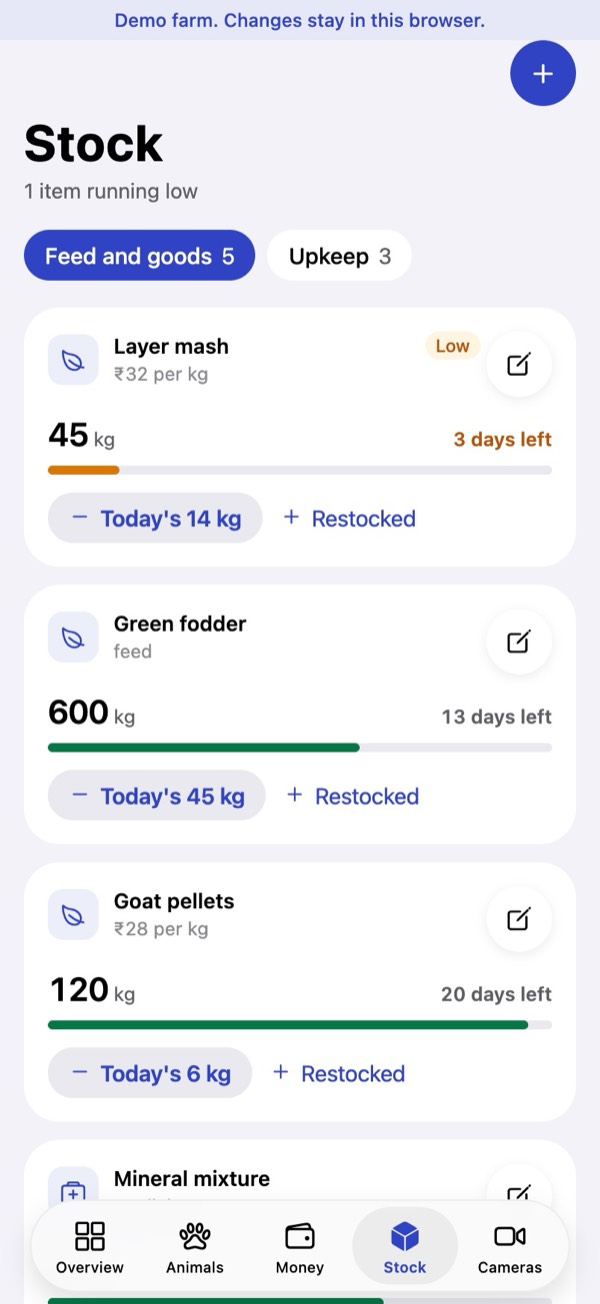 Demo farm. Changes stay in this browser.
Stock
1 item running low
Feed and goods 5
Upkeep 3
Layer mash
Low
₹32 per kg
45 kg
3 days left
− Today's 14 kg
+ Restocked
Green fodder
feed
600 kg
13 days left
− Today's 45 kg
+ Restocked
Goat pellets
₹28 per kg
120 kg
20 days left
− Today's 6 kg
+ Restocked
Mineral mixture
Overview
Animals
Money
Stock
Cameras